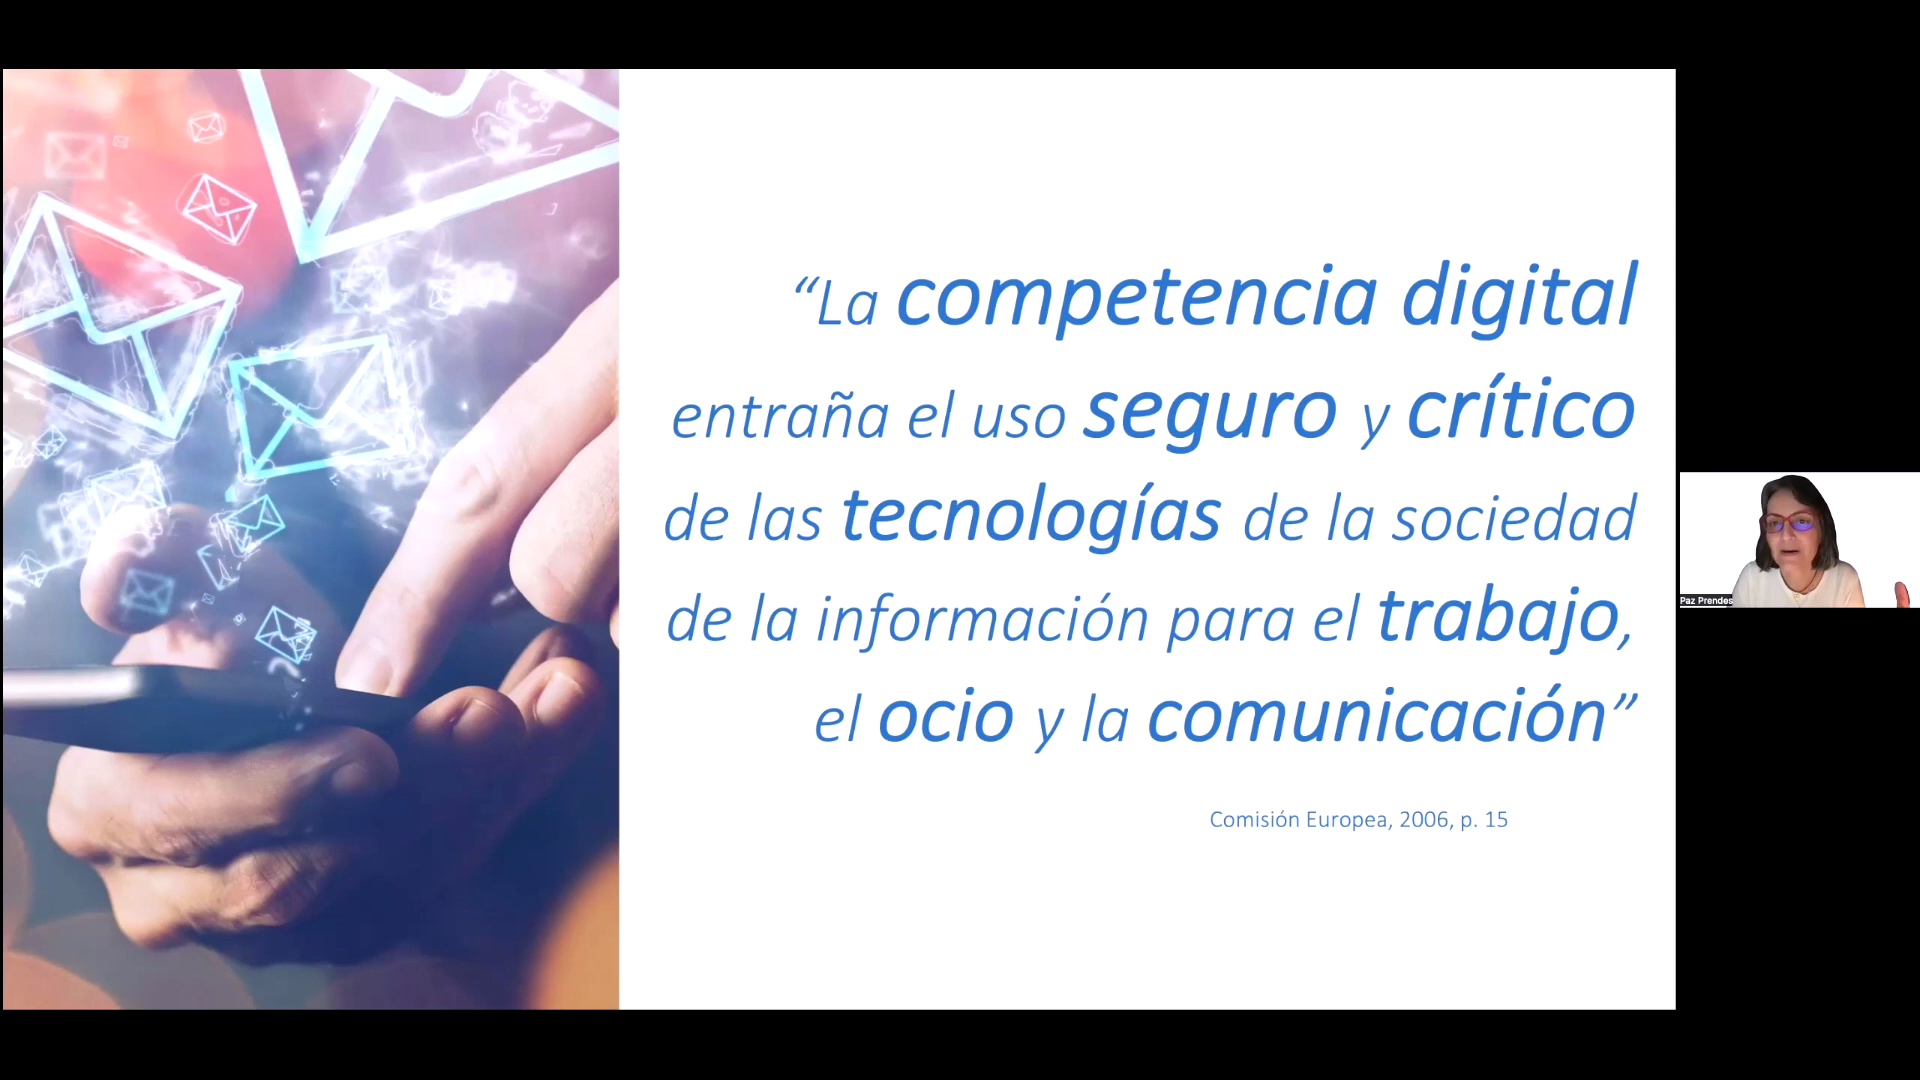 “La competencia digital
entraña el uso seguro y crítico
de las tecnologías de la sociedad
de la información para el trabajo,
el ocio y la comunicación”
Comisión Europea, 2006, p. 15
Paz Prendes